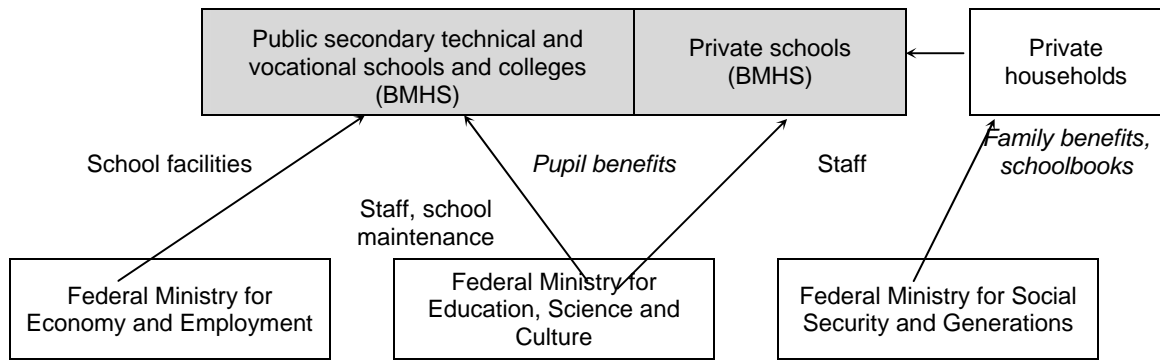 Public secondary technical and
vocational schools and colleges
(BMHS)
Private schools
(BMHS)
Private
households
School facilities
Pupil benefits
Staff
Family benefits,
schoolbooks
Staff, school
maintenance
Federal Ministry for
Economy and Employment
Federal Ministry for
Education, Science and
Culture
Federal Ministry for Social
Security and Generations